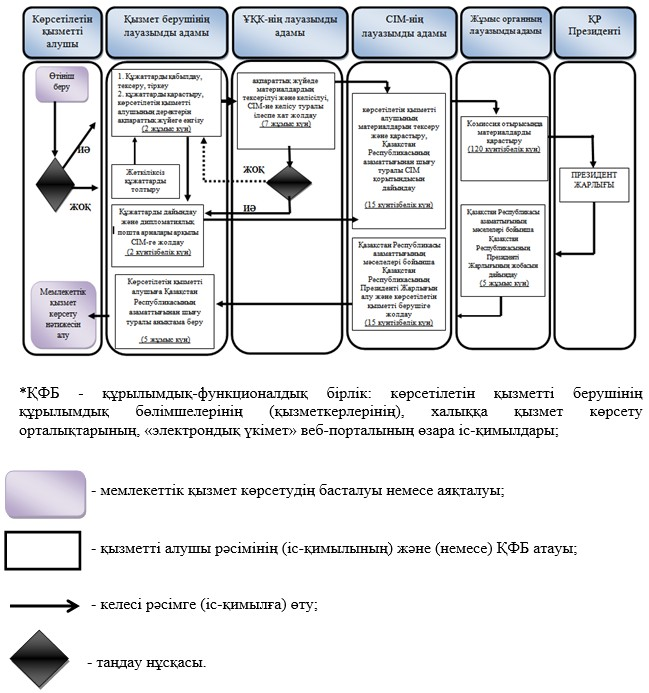 Көрсетілетін
қызметті
алушы
Қызмет берушінің
лауазымды адамы
ҰҚК-нің лауазымды
адамы
СІМ-нің
лауазымды адамы
Жұмыс органның
лауазымды адамы
ҚР
Президенті
Өтініш
беру
ИӘ
ЖОҚ
1. Құжаттарды қабылдау,
тексеру, тіркеу
2. құжаттарды қарастыру,
көрсетілетін қызметті
алушының деректерін
ақпараттық жүйеге енгізу
(2 жұмыс күн)
Жеткіліксіз
құжаттарды
толтыру
Құжаттарды дайындау
және дипломатиялық
пошта арналары арқылы
СІМ-ге жолдау
(2 күнтізбелік күн)
Көрсетілетін қызметті
алушыға Қазақстан
Республикасының
азаматтығынан шығу
туралы анықтама беру
(5 жұмыс күн)
Мемлекеттік
қызмет
көрсету
нәтижесін
алу
ақпараттық жүйеде
материалдардың
тексерілуі және келісілуі,
СІМ-не келісу туралы
ілеспе хат жолдау
(7 жұмыс күн)
ЖОҚ
ИӘ
көрсетілетін қызметті
алушының
материалдарын тексеру
және қарастыру,
Қазақстан
Республикасының
азаматтығынан шығу
туралы СІМ
қорытындысын
дайындау
(15 күнтізбелік күн)
Қазақстан Республикасы
азаматтығының
мәселелері бойынша
Қазақстан
Республикасының
Президенті Жарлығын
алу және көрсетілетін
қызметті берушіге
жолдау
(15 күнтізбелік күн)
Комиссия отырысында
материалдарды
қарастыру
(120 күнтізбелік күн)
Қазақстан Республикасы
азаматтығының
мәселелері бойынша
Қазақстан
Республикасының
Президенті
Жарлығының жобасын
дайындау
(5 жұмыс күн)
ПРЕЗИДЕНТ
ЖАРЛЫҒЫ
*ҚФБ - құрылымдық-функционалдық бірлік: көрсетілетін қызметті берушінің
құрылымдық бөлімшелерінің (қызметкерлерінің), халыққа қызмет көрсету
орталықтарының, «электрондық үкімет» веб-порталының өзара іс-қимылдары;
- мемлекеттік қызмет көрсетудің басталуы немесе аяқталуы;
- қызметті алушы рәсімінің (іс-қимылының) және (немесе) ҚФБ атауы;
- келесі рәсімге (іс-қимылға) өту;
- таңдау нұсқасы.